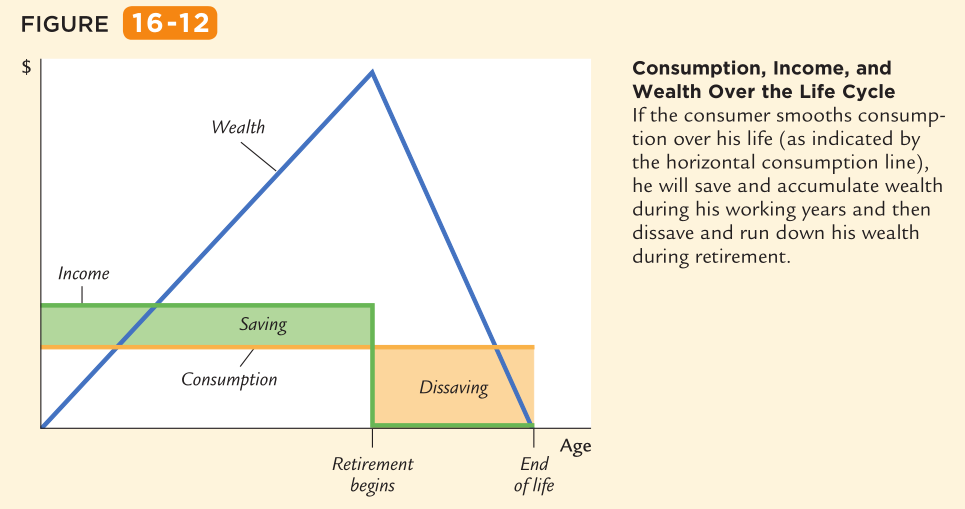 FIGURE 16-12
$
Wealth
Income
Saving
Consumption
Dissaving
Age
Retirement
begins
End
of life
Consumption, Income, and
Wealth Over the Life Cycle
If the consumer smooths consump-
tion over his life (as indicated by
the horizontal consumption line),
he will save and accumulate wealth
during his working years and then
dissave and run down his wealth
during retirement.